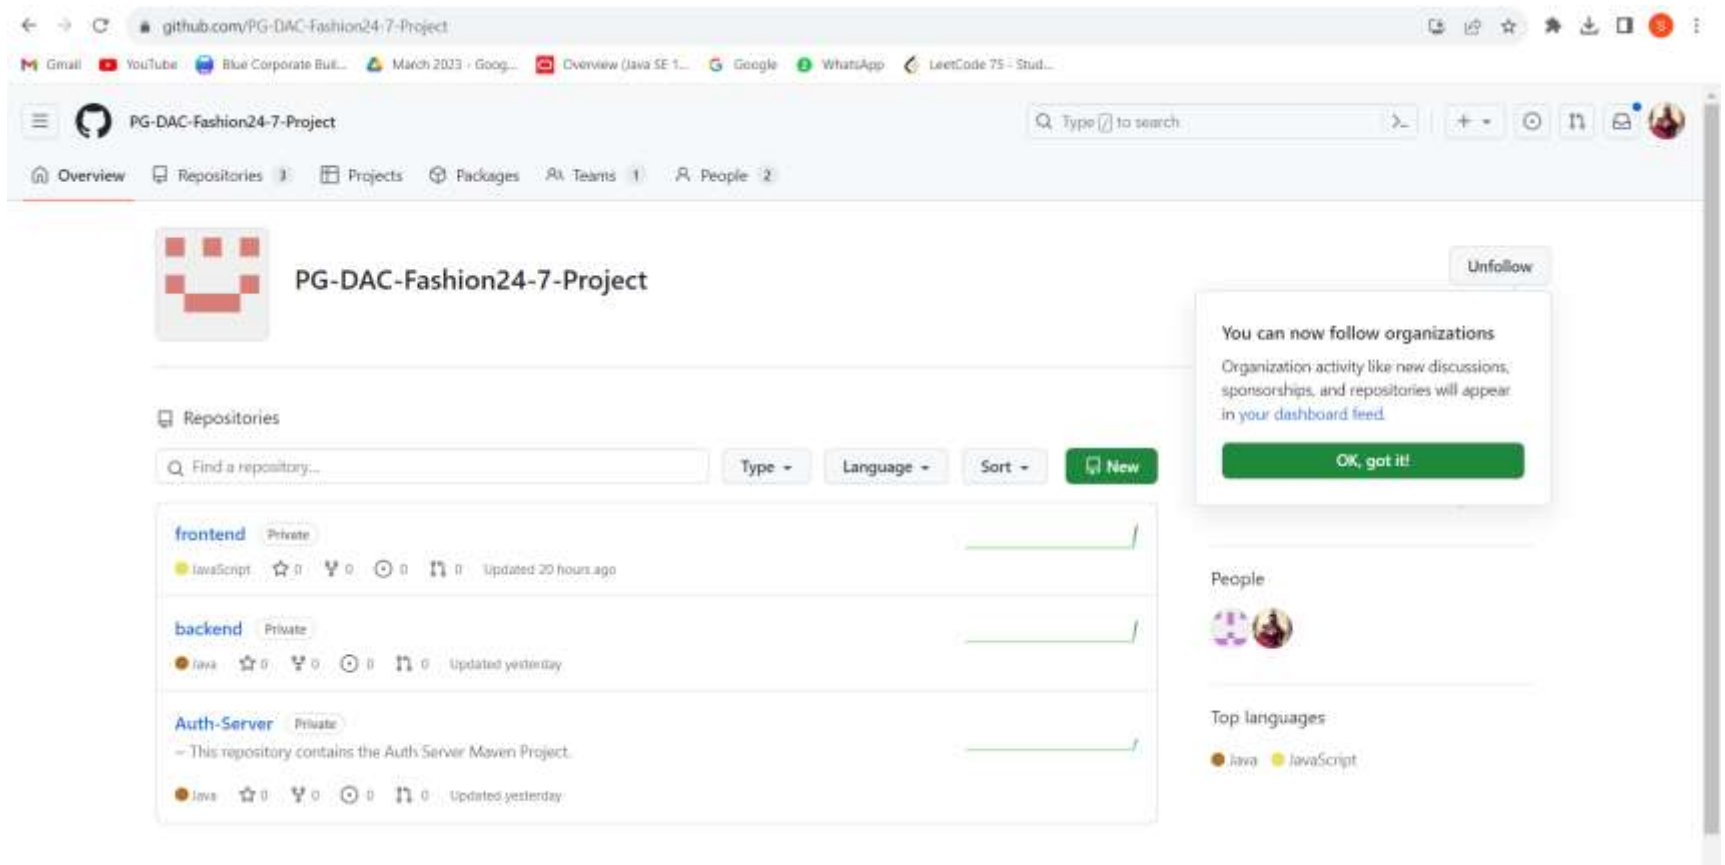 github.com/PG-DAC-Fashion24-7-Project
Gmail YouTube Blue Corporate Buil... March 2023 - Goog... Overview (Java SE 1... Google WhatsApp LeetCode 75 - Stud...
PG-DAC-Fashion24-7-Project Type / to search
Overview Repositories 3 Projects Packages Teams 1 People 2
PG-DAC-Fashion24-7-Project
Unfollow
You can now follow organizations
Organization activity like new discussions,
sponsorships, and repositories will appear
in your dashboard feed.
OK, got it!
Repositories
Find a repository... Type Language Sort New
frontend Private
JavaScript 0 0 0 0 Updated 20 hours ago
backend Private
Java 0 0 0 0 Updated yesterday
Auth-Server Private
-- This repository contains the Auth Server Maven Project.
Java 0 0 0 0 Updated yesterday
People
Top languages
Java JavaScript